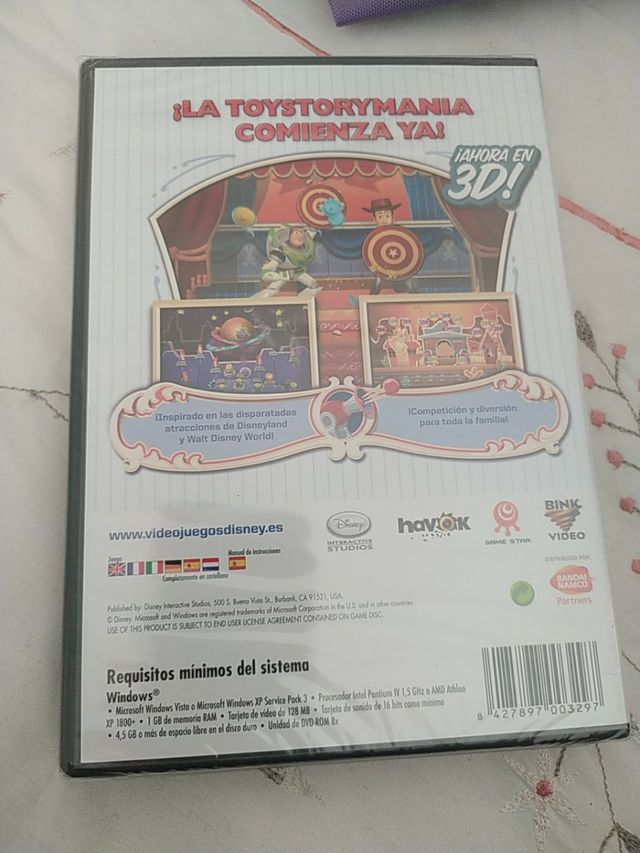 ¡LA TOYSTORYMANIA
COMIENZA YA!
¡AHORA EN
3D!
¡Inspirado en las disparatadas
atracciones de Disneyland
y Walt Disney World!
¡Competición y diversión
para toda la familia!
www.videojuegosdisney.es
Disney
INTERACTIVE
STUDIOS
havok
GAME STAR
BINK
VIDEO
Juego
Manual de instrucciones
Completamente en castellano
DISTRIBUIDO POR:
BANDAI
NAMCO
Partners
Published by: Disney Interactive Studios, 500 S. Buena Vista St., Burbank, CA 91521, USA.
© Disney. Microsoft and Windows are registered trademarks of Microsoft Corporation in the U.S. and in other countries.
USE OF THIS PRODUCT IS SUBJECT TO END USER LICENSE AGREEMENT CONTAINED ON GAME DISC.
Requisitos mínimos del sistema
Windows®
• Microsoft Windows Vista o Microsoft Windows XP Service Pack 3 • Procesador Intel Pentium IV 1,5 GHz o AMD Athlon
XP 1800+ • 1 GB de memoria RAM • Tarjeta de vídeo de 128 MB • Tarjeta de sonido de 16 bits como mínimo
• 4,5 GB o más de espacio libre en el disco duro • Unidad de DVD-ROM 8x
8 427897 003297